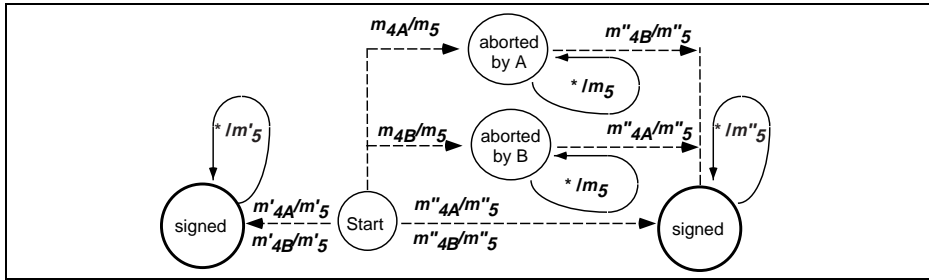 m4A/m5
aborted
by A
m"4B/m"5
* /m5
* /m'5
* /m"5
m4B/m5
aborted
by B
m"4A/m"5
* /m5
signed
m'4A/m'5
m'4B/m'5
Start
m"4A/m"5
m"4B/m"5
signed